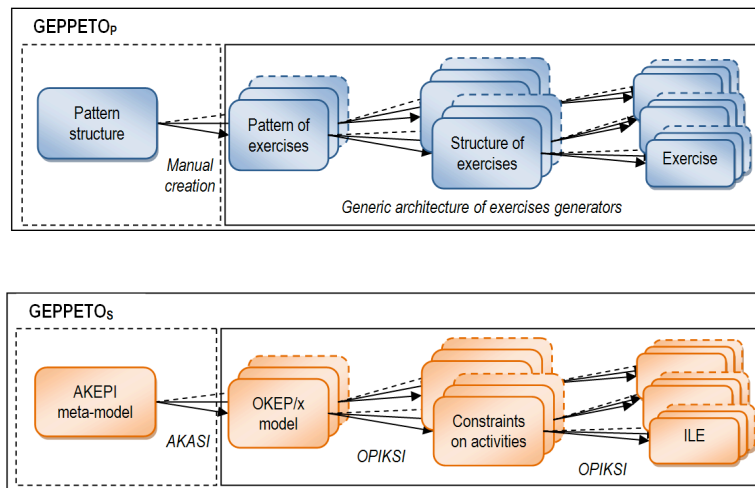 GEPPETOP
Pattern
structure
Manual
creation
Pattern of
exercises
Structure of
exercises
Exercise
Generic architecture of exercises generators
GEPPETOS
AKEPI
meta-model
AKASI
OKEP/x
model
OPIKSI
Constraints
on activities
OPIKSI
ILE